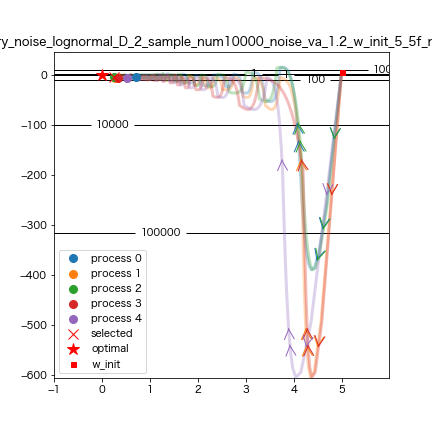 ry_noise_lognormal_D_2_sample_num10000_noise_va_1.2_w_init_5_5f_r
0
−100
−200
−300
−400
−500
−600
−1
0
1
2
3
4
5
1
100
100
10000
100000
process 0
process 1
process 2
process 3
process 4
selected
optimal
w_init